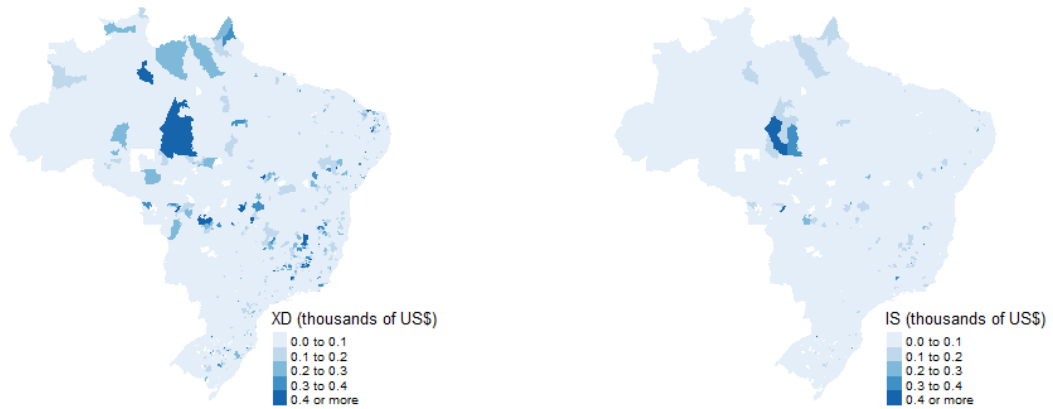 XD (thousands of US$)
0.0 to 0.1
0.1 to 0.2
0.2 to 0.3
0.3 to 0.4
0.4 or more
IS (thousands of US$)
0.0 to 0.1
0.1 to 0.2
0.2 to 0.3
0.3 to 0.4
0.4 or more